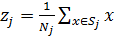 z_j = \frac{1}{N_j} \sum_{x \in S_j} x